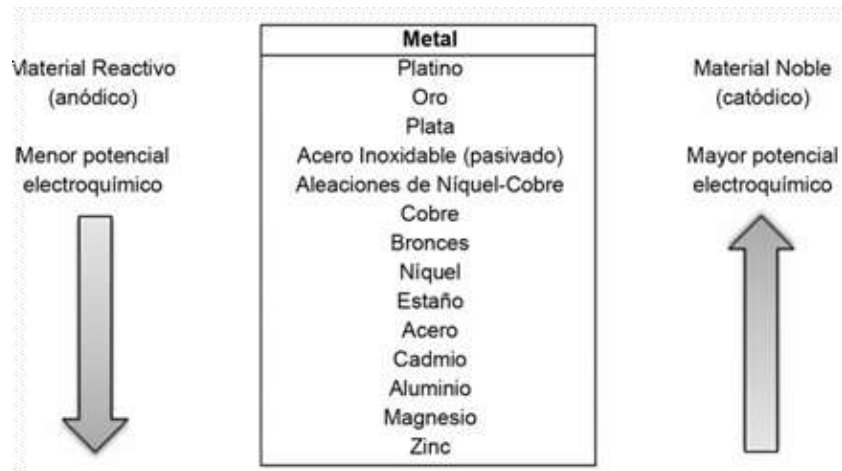 Metal
Material Reactivo
(anódico)
Menor potencial
electroquímico
Platino
Oro
Plata
Acero Inoxidable (pasivado)
Aleaciones de Níquel-Cobre
Cobre
Bronces
Níquel
Estaño
Acero
Cadmio
Aluminio
Magnesio
Zinc
Material Noble
(catódico)
Mayor potencial
electroquímico